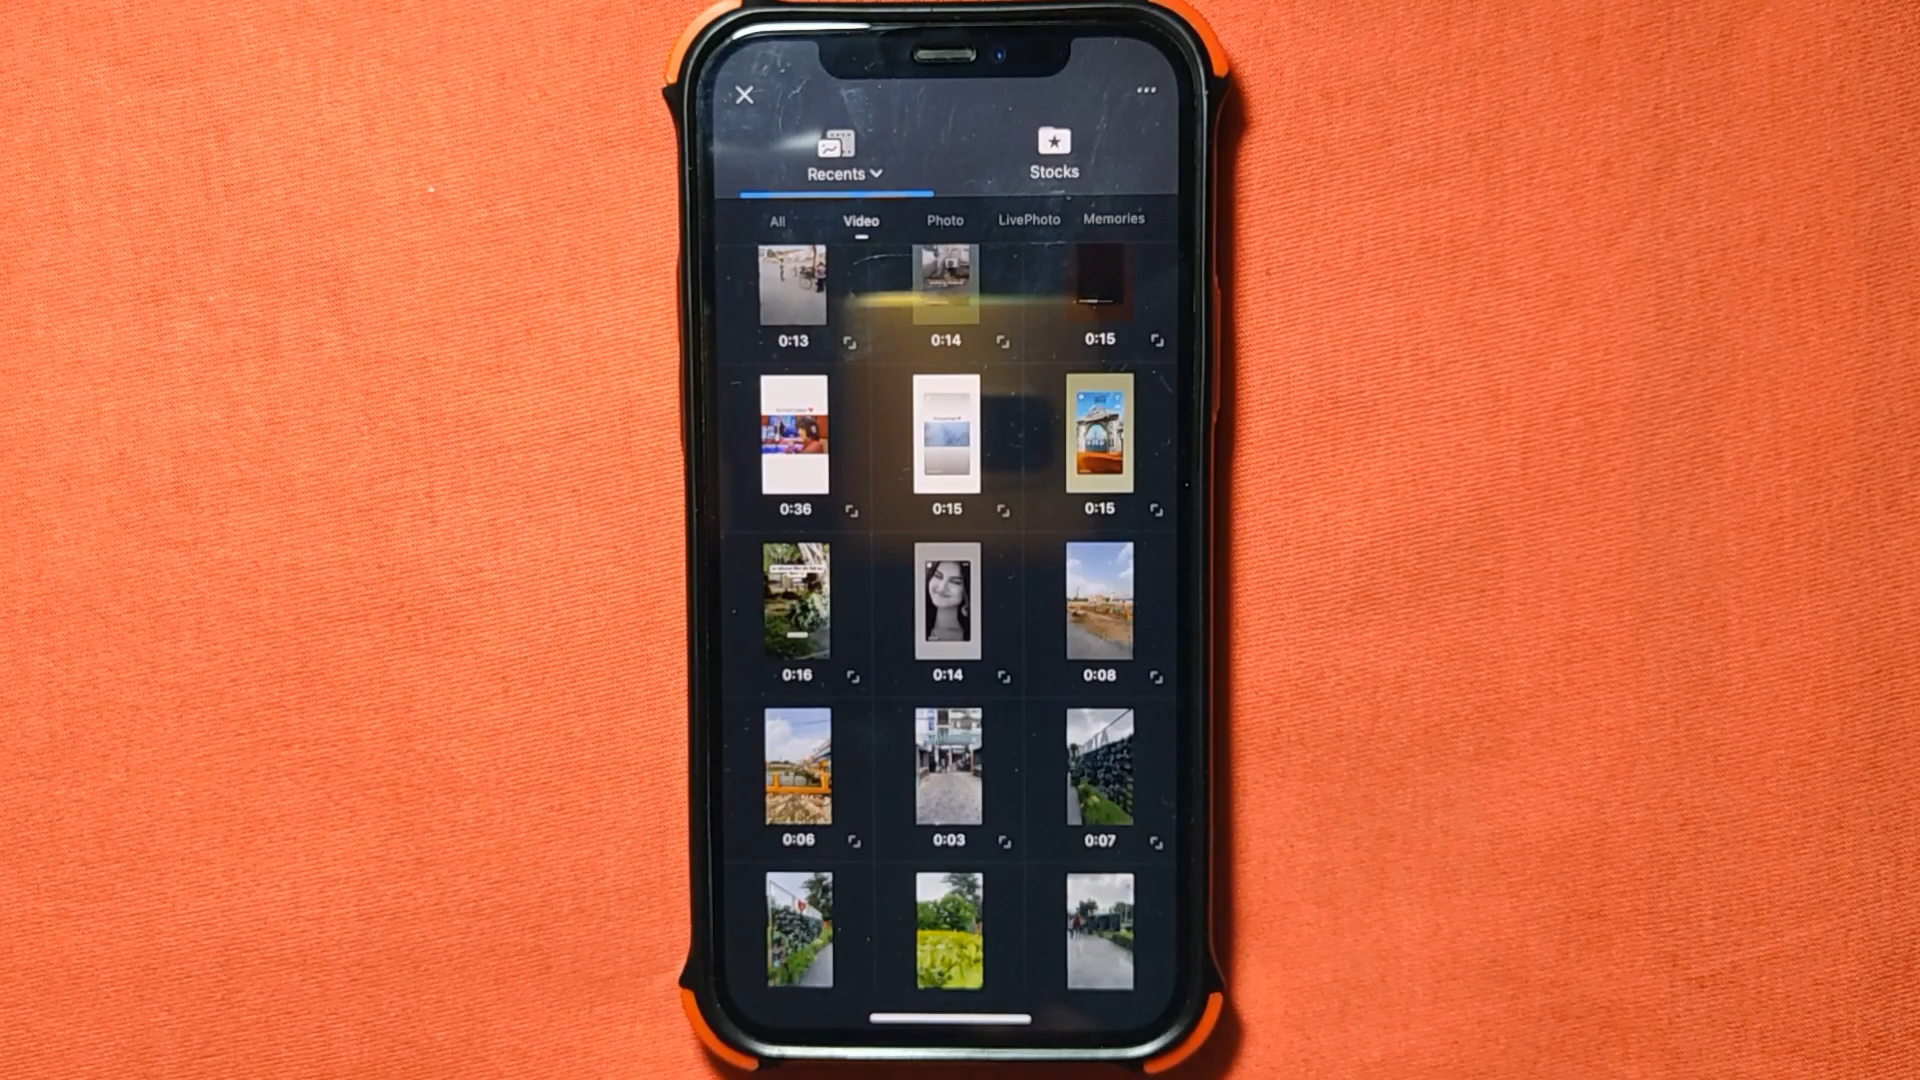 Recents
Stocks
All Video Photo LivePhoto Memories
0:13 0:14 0:15
0:36 0:15 0:15
0:16 0:14 0:08
0:06 0:03 0:07